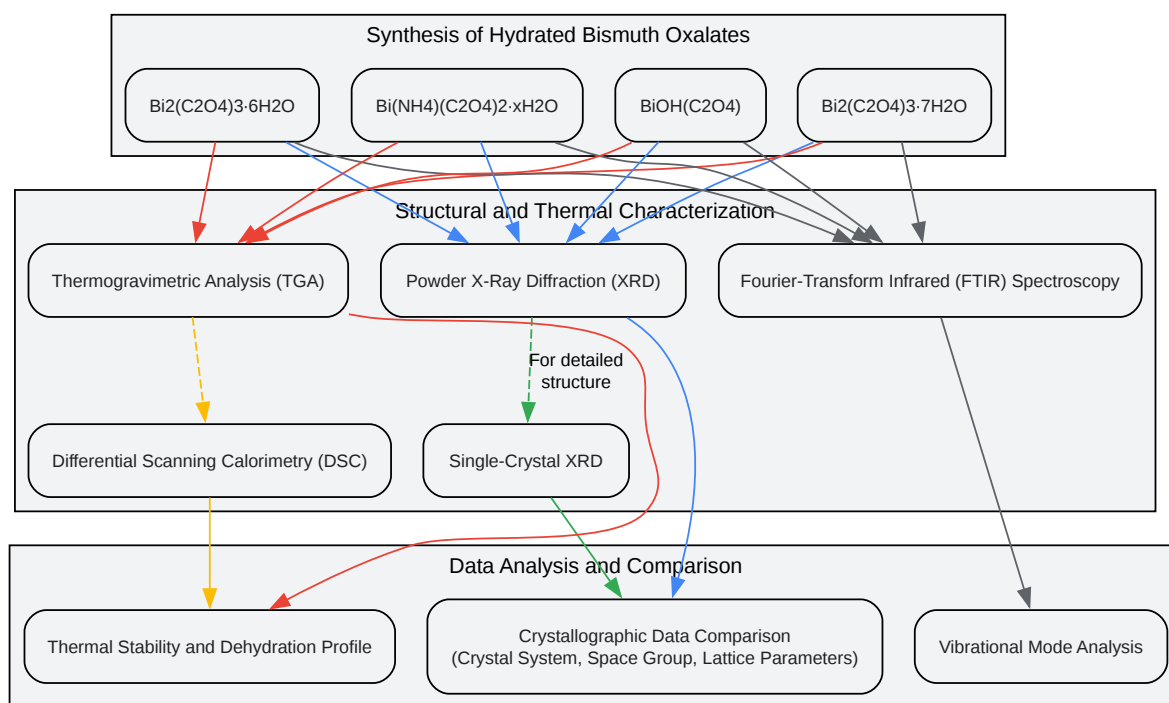 Synthesis of Hydrated Bismuth Oxalates
Bi2(C2O4)3·6H2O
Bi(NH4)(C2O4)2·xH2O
BiOH(C2O4)
Bi2(C2O4)3·7H2O
Structural and Thermal Characterization
Thermogravimetric Analysis (TGA)
Powder X-Ray Diffraction (XRD)
Fourier-Transform Infrared (FTIR) Spectroscopy
For detailed
structure
Differential Scanning Calorimetry (DSC)
Single-Crystal XRD
Data Analysis and Comparison
Thermal Stability and Dehydration Profile
Crystallographic Data Comparison
(Crystal System, Space Group, Lattice Parameters)
Vibrational Mode Analysis